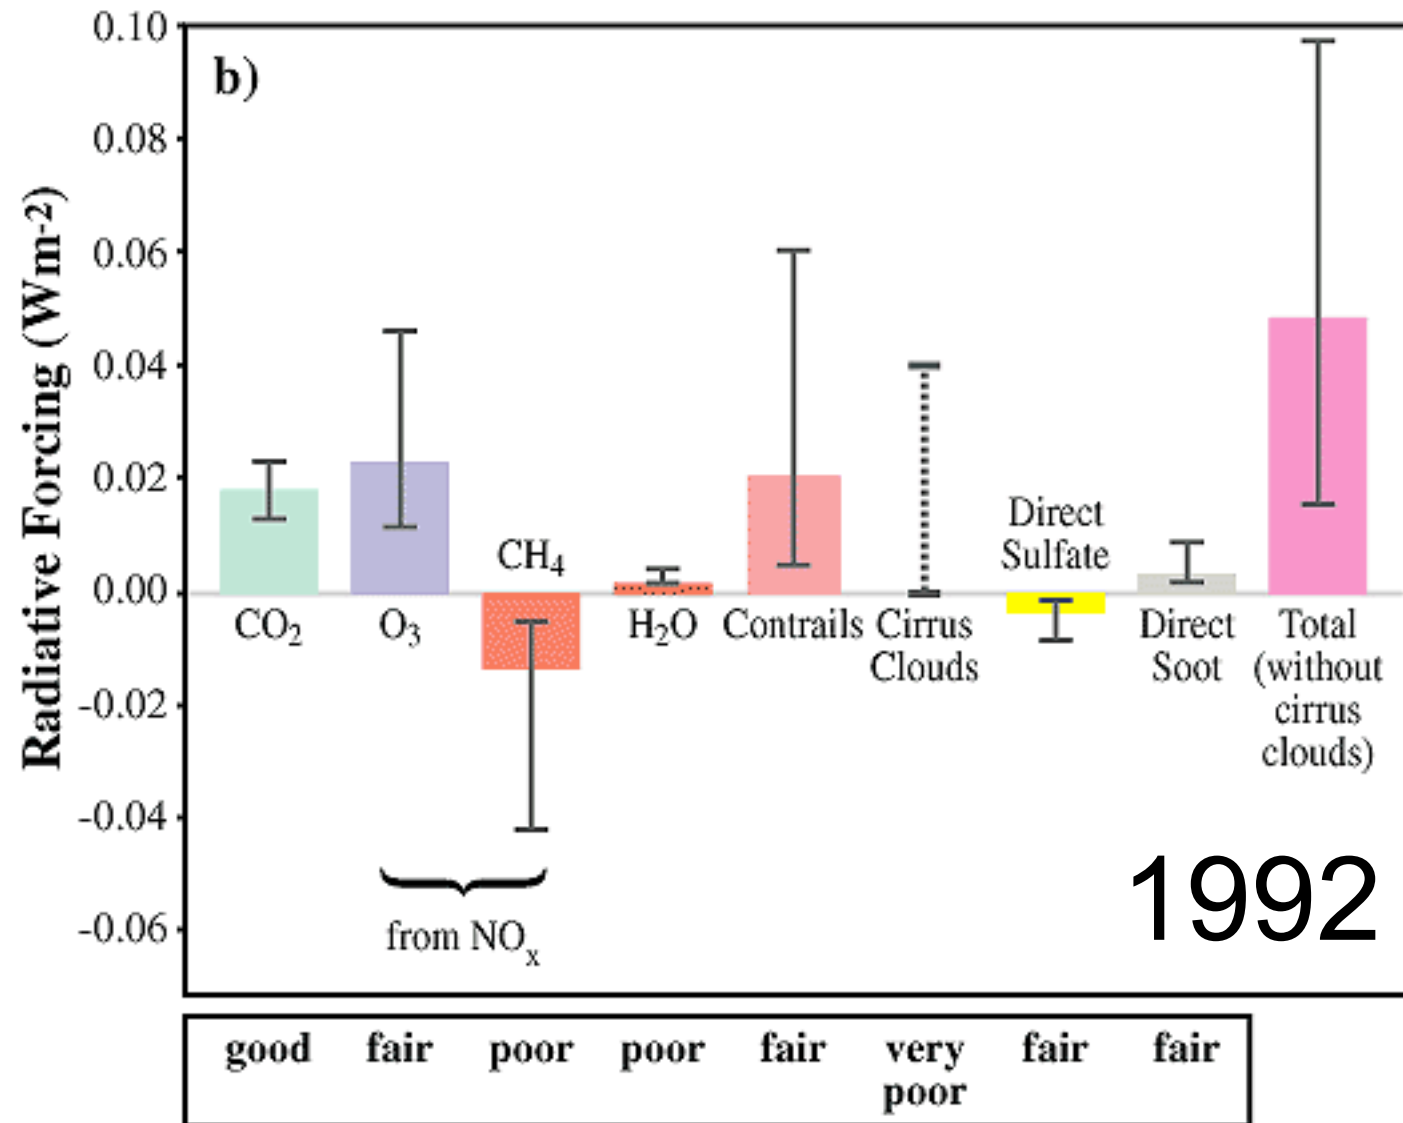 b)
Radiative Forcing (Wm-2)
0.10
0.08
0.06
0.04
0.02
0.00
-0.02
-0.04
-0.06
CO2
O3
CH4
H2O
Contrails
Cirrus
Clouds
Direct
Sulfate
Direct
Soot
Total
(without
cirrus
clouds)
from NOx
1992
good fair poor poor fair very poor fair fair